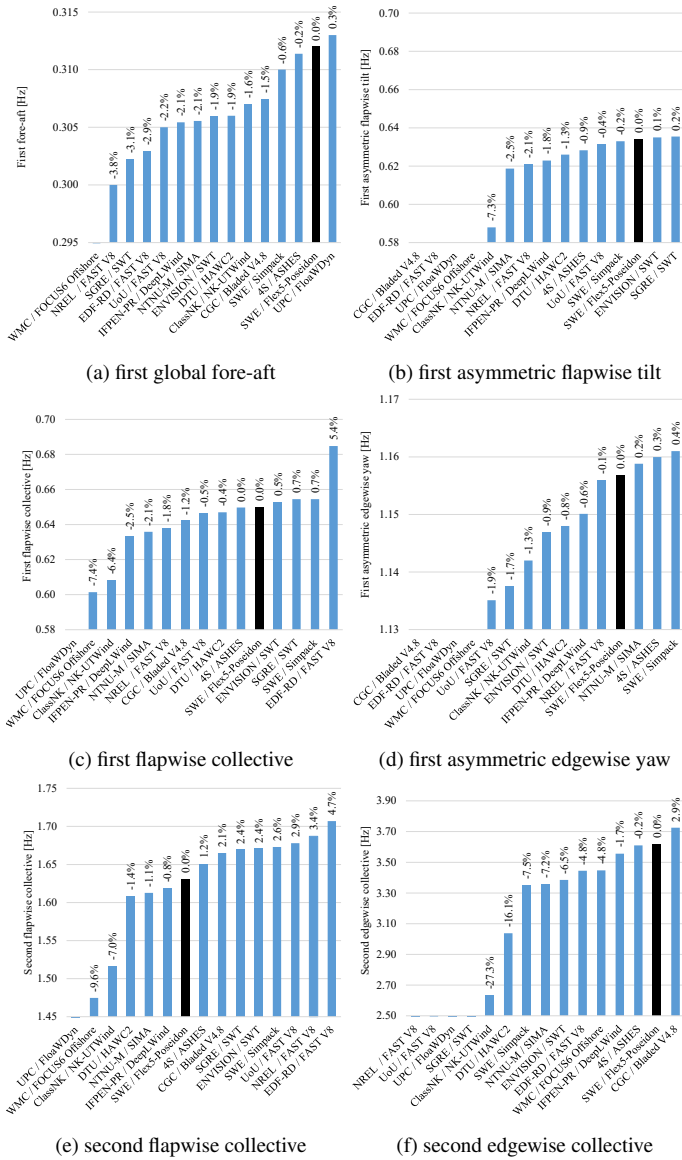 First fore-aft [Hz]
0.315
0.310
0.305
0.300
0.295
-3.8%
-3.1%
-2.9%
-2.2%
-2.1%
-2.1%
-1.9%
-1.9%
-1.6%
-1.5%
-0.6%
-0.2%
0.0%
0.3%
WMC / FOCUS6 Offshore
NREL / FAST V8
SGRE / SWT
EDF-RD / FAST V8
UoU / FAST V8
IFPEN-PR / DeepLWind
NTNU-M / SIMA
ENVISION / SWT
DTU / HAWC2
ClassNK / NK-UTWind
CGC / Bladed V4.8
SWE / Simpack
4S / ASHES
SWE / Flex5-Poseidon
UPC / FloaWDyn
(a) first global fore-aft
First asymmetric flapwise tilt [Hz]
0.70
0.68
0.66
0.64
0.62
0.60
0.58
-7.3%
-2.5%
-2.1%
-1.8%
-1.3%
-0.9%
-0.4%
-0.2%
0.0%
0.1%
0.2%
CGC / Bladed V4.8
EDF-RD / FAST V8
UPC / FloaWDyn
WMC / FOCUS6 Offshore
ClassNK / NK-UTWind
NTNU-M / SIMA
NREL / FAST V8
IFPEN-PR / DeepLWind
DTU / HAWC2
4S / ASHES
UoU / FAST V8
SWE / Simpack
SWE / Flex5-Poseidon
ENVISION / SWT
SGRE / SWT
(b) first asymmetric flapwise tilt
First flapwise collective [Hz]
0.70
0.68
0.66
0.64
0.62
0.60
0.58
-7.4%
-6.4%
-2.5%
-2.1%
-1.8%
-1.2%
-0.5%
-0.4%
0.0%
0.0%
0.5%
0.7%
0.7%
5.4%
UPC / FloaWDyn
WMC / FOCUS6 Offshore
ClassNK / NK-UTWind
IFPEN-PR / DeepLWind
NTNU-M / SIMA
NREL / FAST V8
CGC / Bladed V4.8
UoU / FAST V8
DTU / HAWC2
4S / ASHES
SWE / Flex5-Poseidon
ENVISION / SWT
SGRE / SWT
SWE / Simpack
EDF-RD / FAST V8
(c) first flapwise collective
First asymmetric edgewise yaw [Hz]
1.17
1.16
1.15
1.14
1.13
-1.9%
-1.7%
-1.3%
-0.9%
-0.8%
-0.6%
-0.1%
0.0%
0.2%
0.3%
0.4%
CGC / Bladed V4.8
EDF-RD / FAST V8
UPC / FloaWDyn
WMC / FOCUS6 Offshore
UoU / FAST V8
SGRE / SWT
ClassNK / NK-UTWind
ENVISION / SWT
DTU / HAWC2
IFPEN-PR / DeepLWind
NREL / FAST V8
SWE / Flex5-Poseidon
NTNU-M / SIMA
4S / ASHES
SWE / Simpack
(d) first asymmetric edgewise yaw
Second flapwise collective [Hz]
1.75
1.70
1.65
1.60
1.55
1.50
1.45
-9.6%
-7.0%
-1.4%
-1.1%
-0.8%
0.0%
1.2%
2.1%
2.4%
2.4%
2.6%
2.9%
3.4%
4.7%
UPC / FloaWDyn
WMC / FOCUS6 Offshore
ClassNK / NK-UTWind
DTU / HAWC2
NTNU-M / SIMA
IFPEN-PR / DeepLWind
SWE / Flex5-Poseidon
4S / ASHES
CGC / Bladed V4.8
SGRE / SWT
ENVISION / SWT
SWE / Simpack
UoU / FAST V8
NREL / FAST V8
EDF-RD / FAST V8
(e) second flapwise collective
Second edgewise collective [Hz]
3.90
3.70
3.50
3.30
3.10
2.90
2.70
2.50
-27.3%
-16.1%
-7.5%
-7.2%
-6.5%
-4.8%
-4.8%
-1.7%
-0.2%
0.0%
2.9%
NREL / FAST V8
UoU / FAST V8
UPC / FloaWDyn
SGRE / SWT
ClassNK / NK-UTWind
DTU / HAWC2
SWE / Simpack
NTNU-M / SIMA
ENVISION / SWT
EDF-RD / FAST V8
WMC / FOCUS6 Offshore
IFPEN-PR / DeepLWind
4S / ASHES
SWE / Flex5-Poseidon
CGC / Bladed V4.8
(f) second edgewise collective